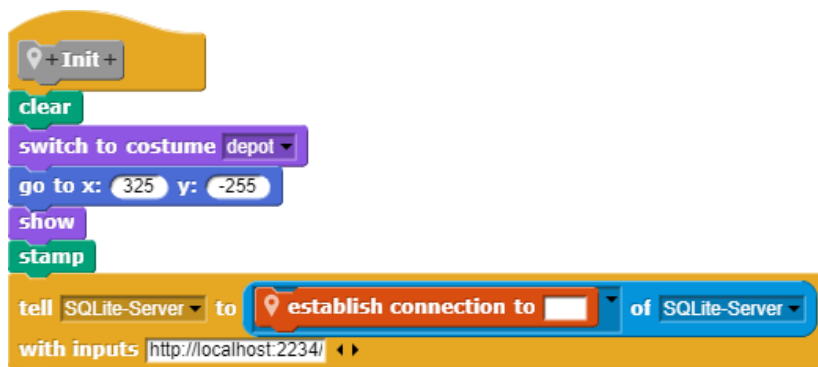 +Init+
clear
switch to costume depot
go to x: 325 y: -255
show
stamp
tell SQLite-Server to establish connection to of SQLite-Server
with inputs http://localhost:2234/